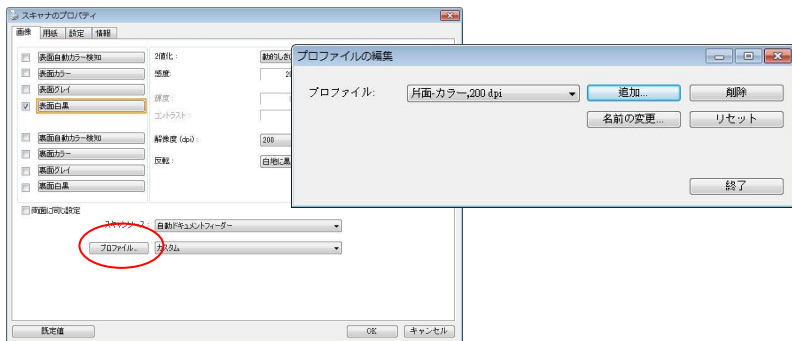 スキャナのプロパティ
画像 用紙 設定 情報
表面自動カラー検知
表面カラー
表面グレイ
表面白黒
裏面自動カラー検知
裏面カラー
裏面グレイ
裏面白黒
2値化:
感度:
輝度:
コントラスト:
解像度 (dpi):
200
反転:
両面に同じ設定
スキャンソース: 自動ドキュメントフィーダー
プロファイル... カスタム
既定値
OK
キャンセル
プロファイルの編集
プロファイル: 片面-カラー,200 dpi 追加... 削除
名前の変更... リセット
終了